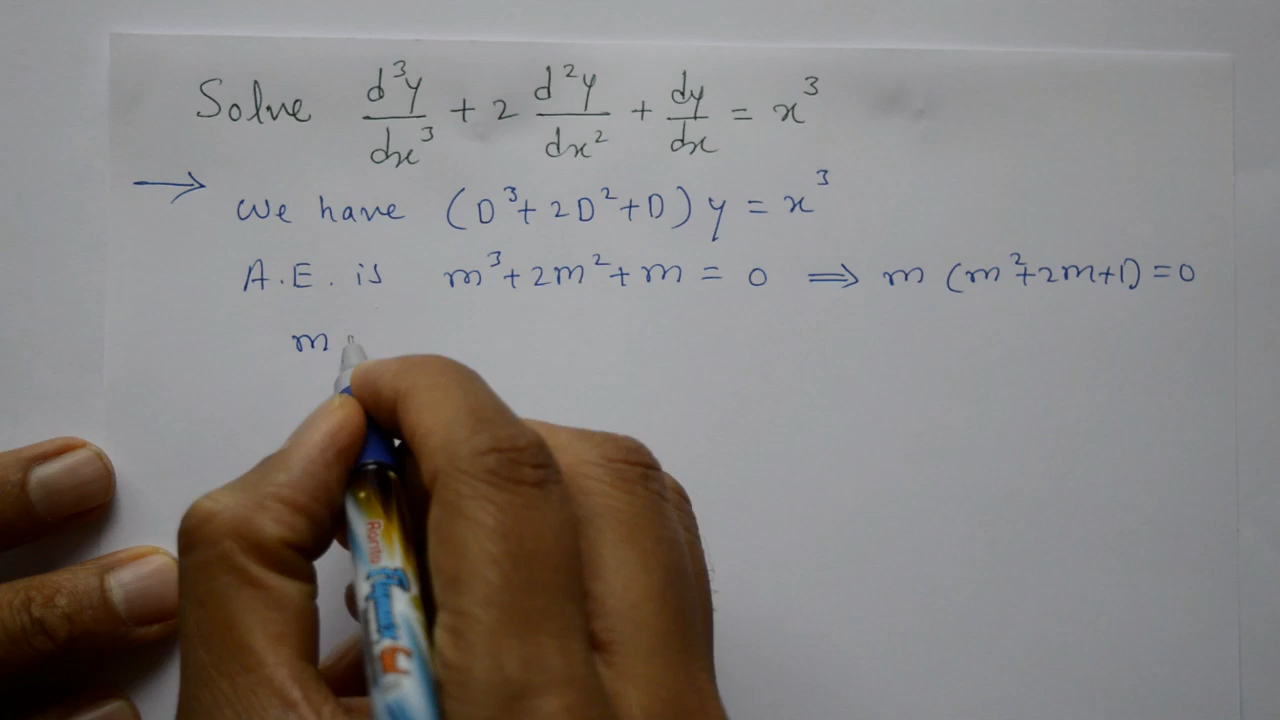 Solve d³y/dx³ + 2 d²y/dx² + dy/dx = x³
→ We have (D³+2D²+D) y = x³
A.E. is m³+2m²+m = 0 ⇒ m (m²+2m+1)=0
m
Rorito